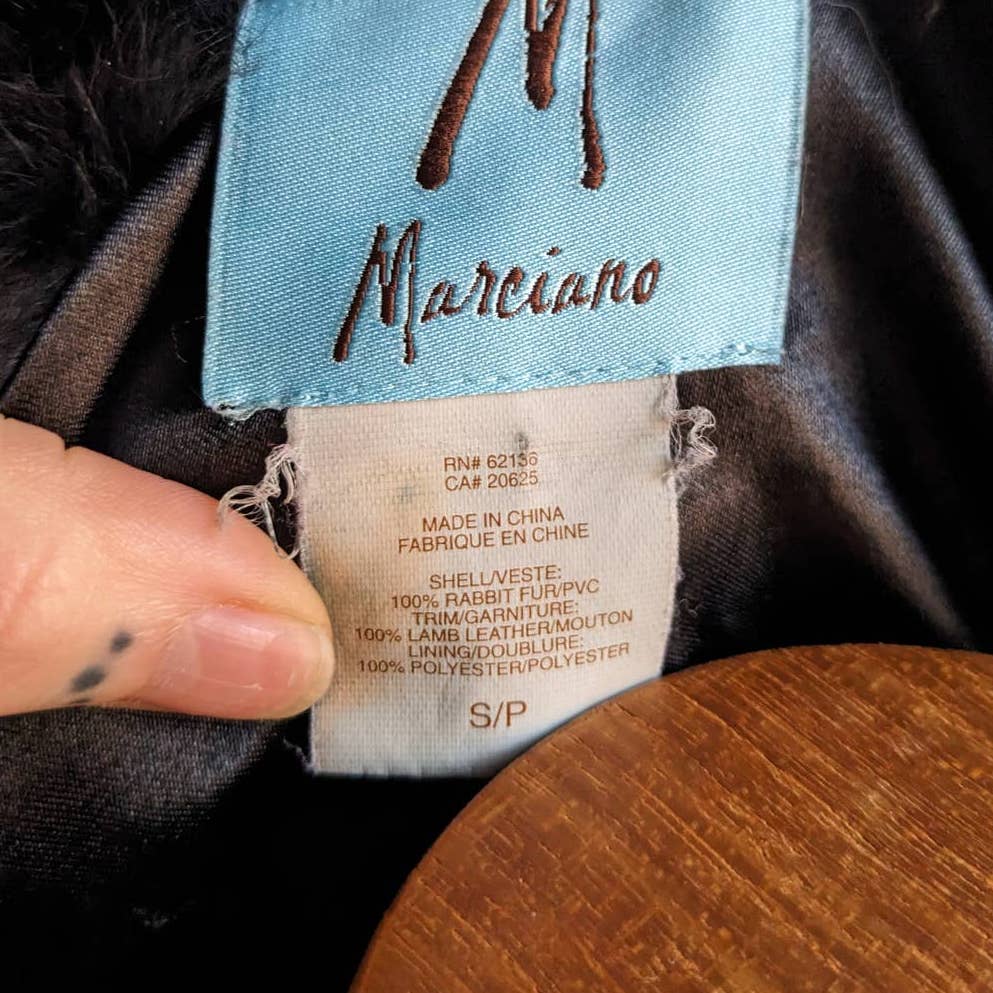 M
Marciano
RN# 62136
CA# 20625
MADE IN CHINA
FABRIQUE EN CHINE
SHELL/VESTE:
100% RABBIT FUR/PVC
TRIM/GARNITURE:
100% LAMB LEATHER/MOUTON
LINING/DOUBLURE:
100% POLYESTER/POLYESTER
S/P